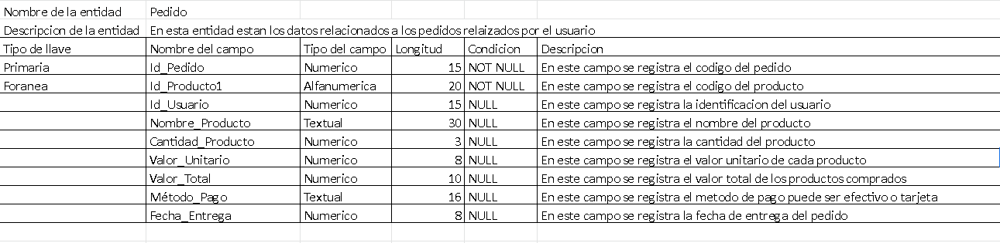 Nombre de la entidad Pedido
Descripcion de la entidad En esta entidad estan los datos relacionados a los pedidos relaizados por el usuario
Tipo de llave Nombre del campo Tipo del campo Longitud Condicion Descripcion
Primaria Id_Pedido Numerico 15 NOT NULL En este campo se registra el codigo del pedido
Foranea Id_Producto1 Alfanumerica 20 NOT NULL En este campo se registra el codigo del producto
Id_Usuario Numerico 15 NULL En este campo se registra la identificacion del usuario
Nombre_Producto Textual 30 NULL En este campo se registra el nombre del producto
Cantidad_Producto Numerico 3 NULL En este campo se registra la cantidad del producto
Valor_Unitario Numerico 8 NULL En este campo se registra el valor unitario de cada producto
Valor_Total Numerico 10 NULL En este campo se registra el valor total de los productos comprados
Método_Pago Textual 16 NULL En este campo se registra el metodo de pago puede ser efectivo o tarjeta
Fecha_Entrega Numerico 8 NULL En este campo se registra la fecha de entrega del pedido